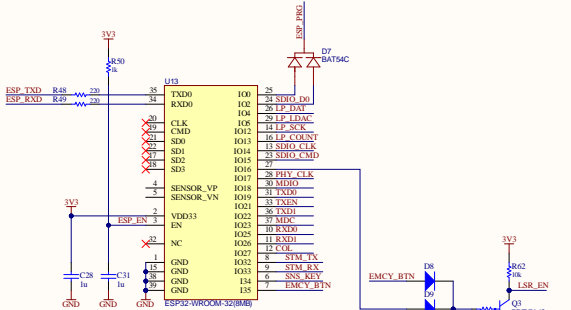 ESP_PRG
3V3
D7
BAT54C
R50
1k
U13
ESP_TXD R48 220 35 TXD0 IO0 25
ESP_RXD R49 220 34 RXD0 IO2 24 SDIO_D0
IO4 26 LP_DAT
20 CLK IO5 29 LP_LDAC
19 CMD IO12 14 LP_SCK
21 SD0 IO13 16 LP_COUNT
22 SD1 IO14 13 SDIO_CLK
17 SD2 IO15 23 SDIO_CMD
18 SD3 IO16 27
IO17 28 PHY_CLK
4 SENSOR_VP IO18 30 MDIO
5 SENSOR_VN IO19 31 TXD0
IO21 33 TXEN
3V3 2 VDD33 IO22 36 TXD1
ESP_EN 3 EN IO23 37 MDC
IO25 10 RXD0
32 NC IO26 11 RXD1
IO27 12 COL
1 GND IO32 8 STM_TX
15 GND IO33 9 STM_RX
38 GND I34 6 SNS_KEY
39 GND I35 7 EMCY_BTN
ESP32-WROOM-32(8MB)
C28
1u
C31
1u
GND GND GND
3V3
EMCY_BTN D8
R62
10k
LSR_EN
D9
Q3